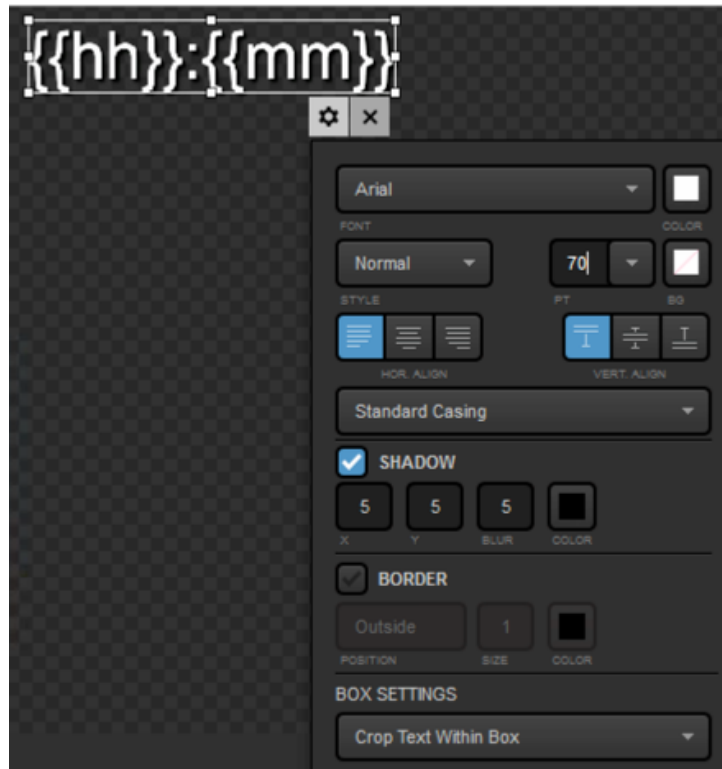 {{hh}}:{{mm}}
Arial
FONT COLOR
Normal 70
STYLE PT BG
HOR. ALIGN VERT. ALIGN
Standard Casing
SHADOW
5 5 5
X Y BLUR COLOR
BORDER
Outside 1
POSITION SIZE COLOR
BOX SETTINGS
Crop Text Within Box